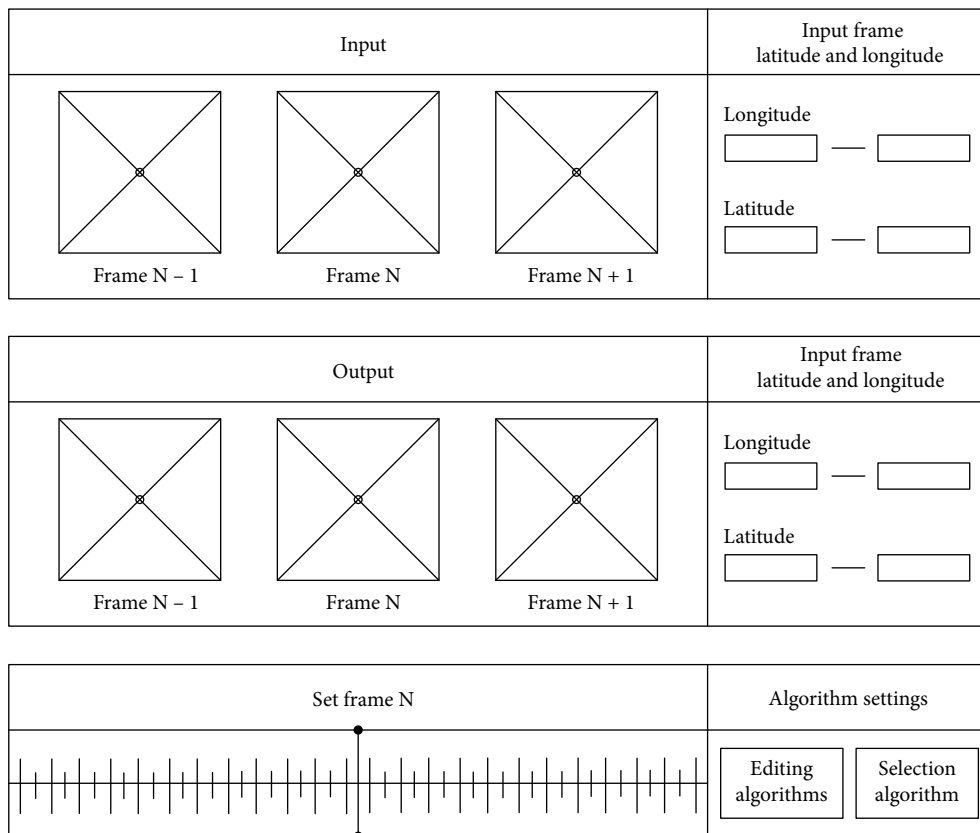 Input
Input frame
latitude and longitude
Longitude
Latitude
Frame N – 1
Frame N
Frame N + 1
Output
Input frame
latitude and longitude
Longitude
Latitude
Frame N – 1
Frame N
Frame N + 1
Set frame N
Algorithm settings
Editing
algorithms
Selection
algorithm